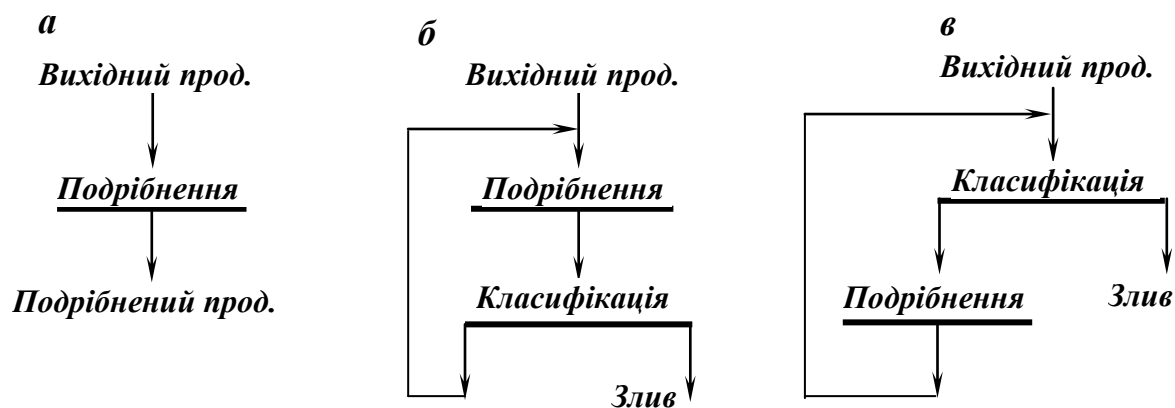 а
Вихідний прод.
Подрібнення
Подрібнений прод.
б
Вихідний прод.
Подрібнення
Класифікація
Злив
в
Вихідний прод.
Класифікація
Подрібнення
Злив